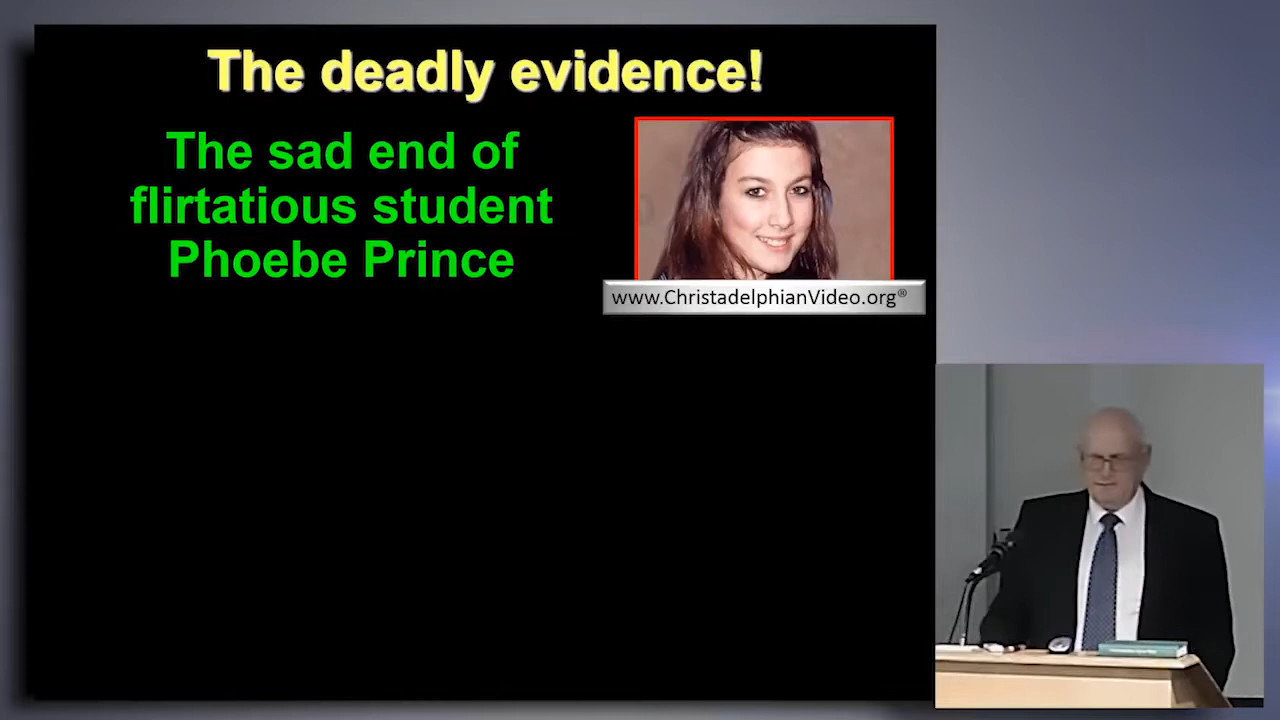 The deadly evidence!
The sad end of
flirtatious student
Phoebe Prince
www.ChristadelphianVideo.org®